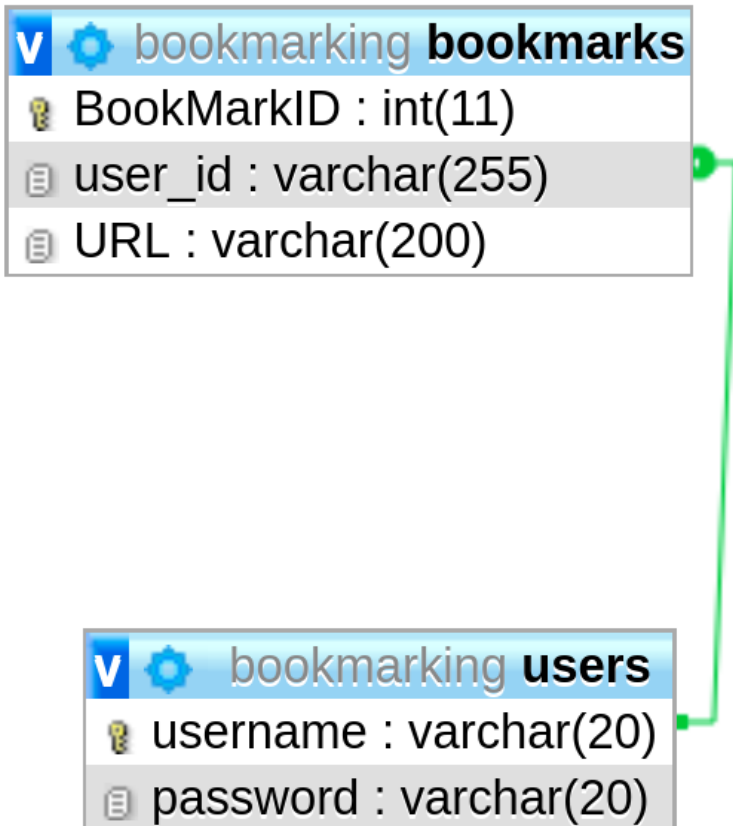 v bookmarking bookmarks
BookMarkID : int(11)
user_id : varchar(255)
URL : varchar(200)
v bookmarking users
username : varchar(20)
password : varchar(20)